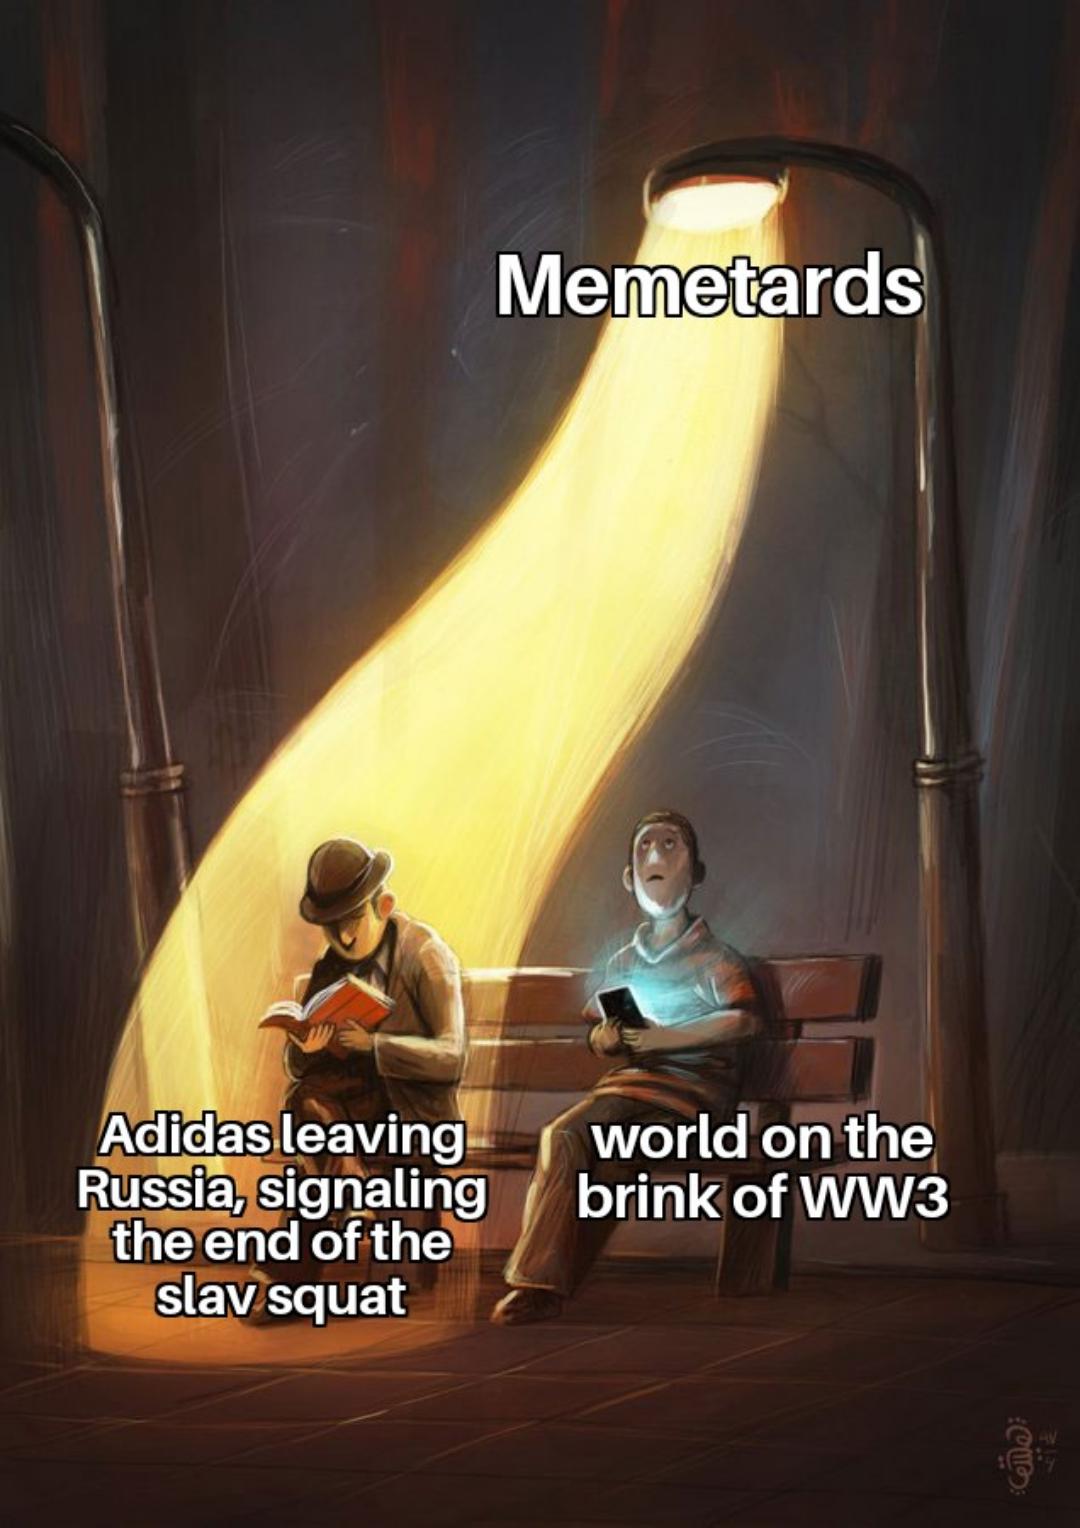 Memetards
Adidas leaving
Russia, signaling
the end of the
slav squat
world on the
brink of WW3